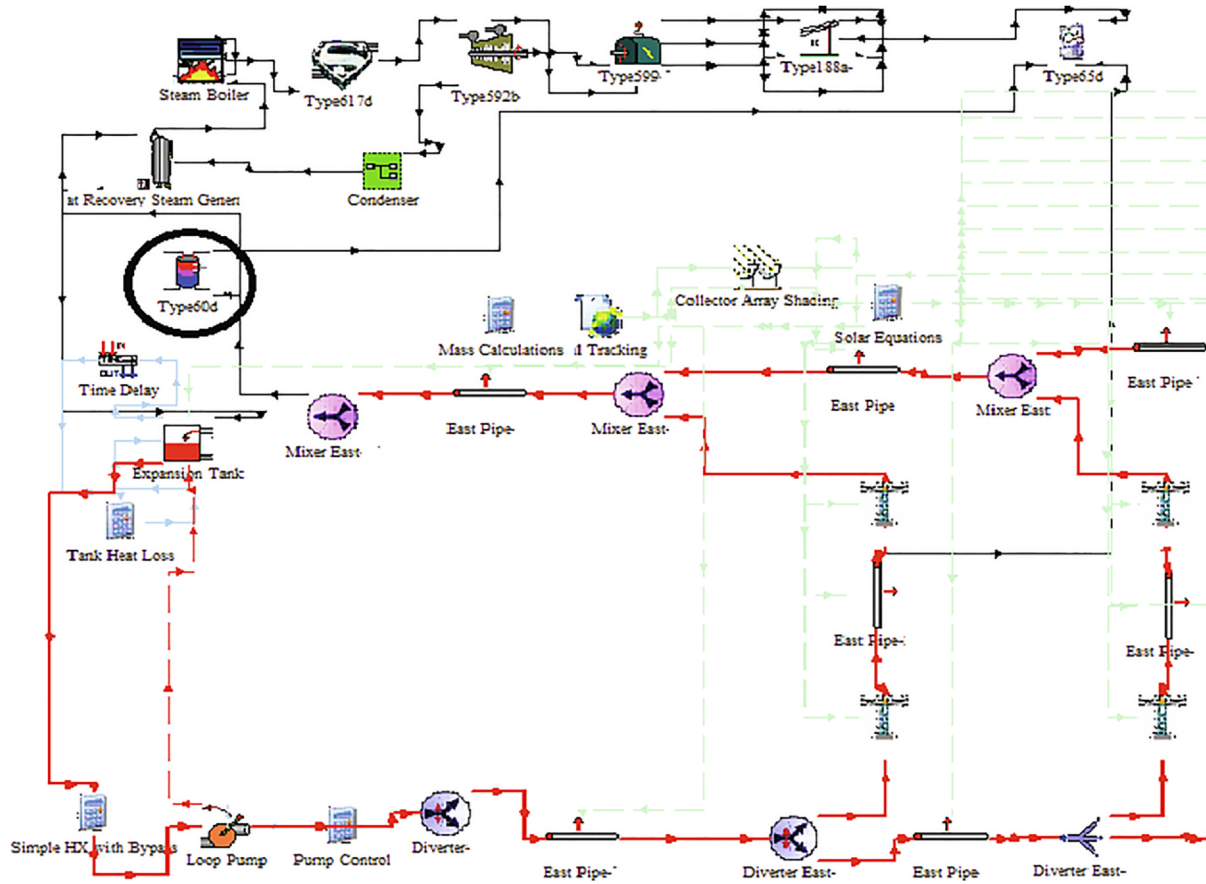 Steam Boiler
Type617d
Type592b
Type599-
Type188a-
Type65d
at Recovery Steam Gener
Condenser
Type60d
Collector Array Shading
Mass Calculations
l Tracking
Solar Equations
IN
OUT
Time Delay
East Pipe-
East Pipe
East Pipe-
Mixer East
Mixer East-
Mixer East-
Expansion Tank
Tank Heat Loss
East Pipe-
East Pipe-
Simple HX with Bypass
Loop Pump
Pump Control
Diverter-
East Pipe-
Diverter East-
East Pipe
Diverter East-